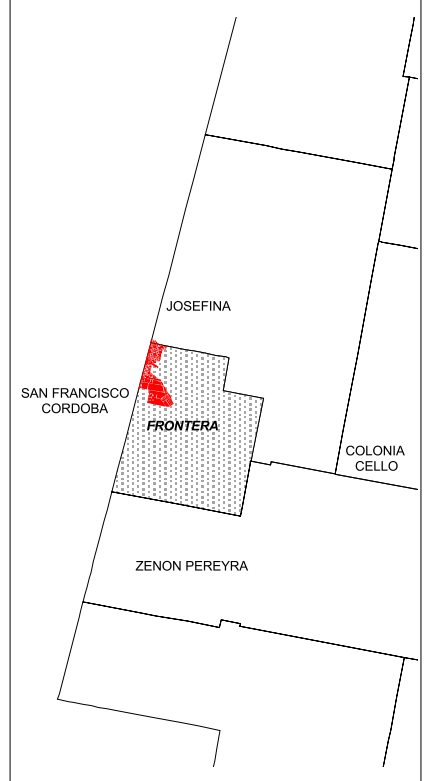 JOSEFINA
SAN FRANCISCO
CORDOBA
FRONTERA
COLONIA
CELLO
ZENON PEREYRA